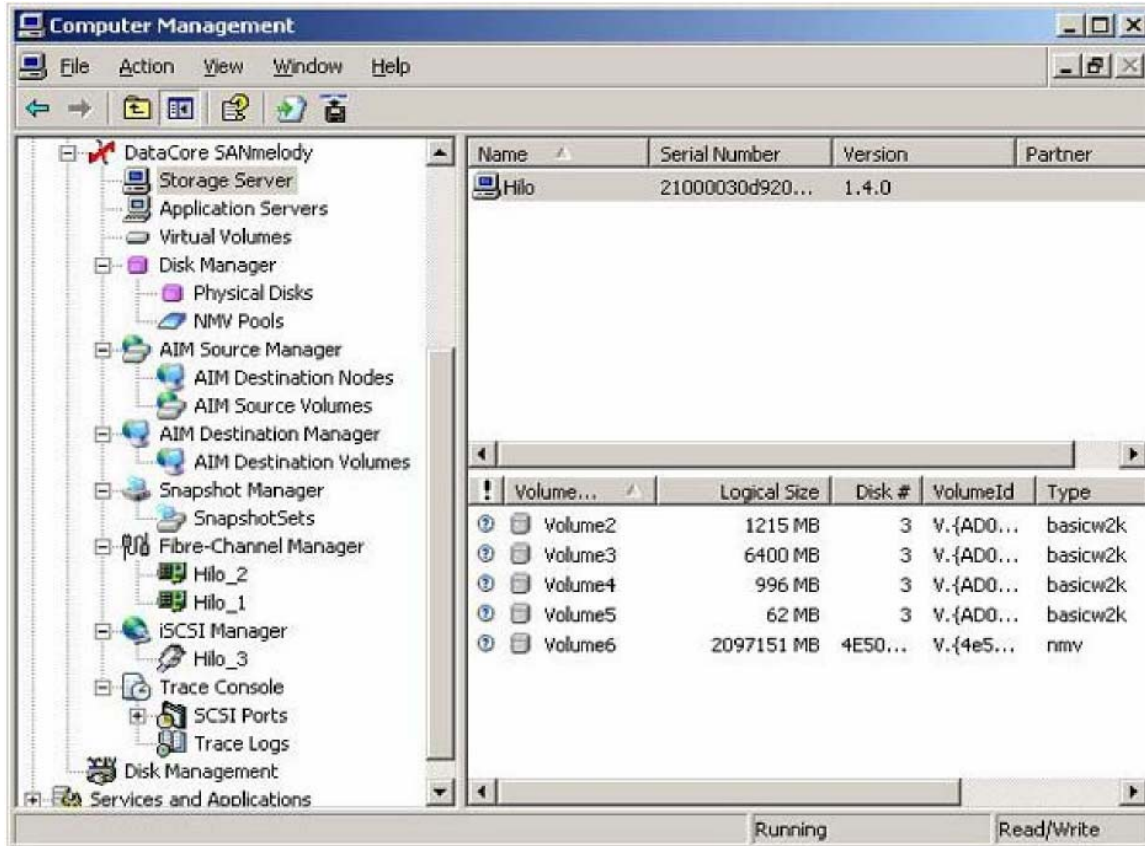 Computer Management
File Action View Window Help
DataCore SANmelody
Storage Server
Application Servers
Virtual Volumes
Disk Manager
Physical Disks
NMV Pools
AIM Source Manager
AIM Destination Nodes
AIM Source Volumes
AIM Destination Manager
AIM Destination Volumes
Snapshot Manager
SnapshotSets
Fibre-Channel Manager
Hilo_2
Hilo_1
iSCSI Manager
Hilo_3
Trace Console
SCSI Ports
Trace Logs
Disk Management
Services and Applications
Name Serial Number Version Partner
Hilo 21000030d920... 1.4.0
! Volume... Logical Size Disk # VolumeId Type
Volume2 1215 MB 3 V.{AD0... basicw2k
Volume3 6400 MB 3 V.{AD0... basicw2k
Volume4 996 MB 3 V.{AD0... basicw2k
Volume5 62 MB 3 V.{AD0... basicw2k
Volume6 2097151 MB 4E50... V.{4e5... nmv
Running Read/Write